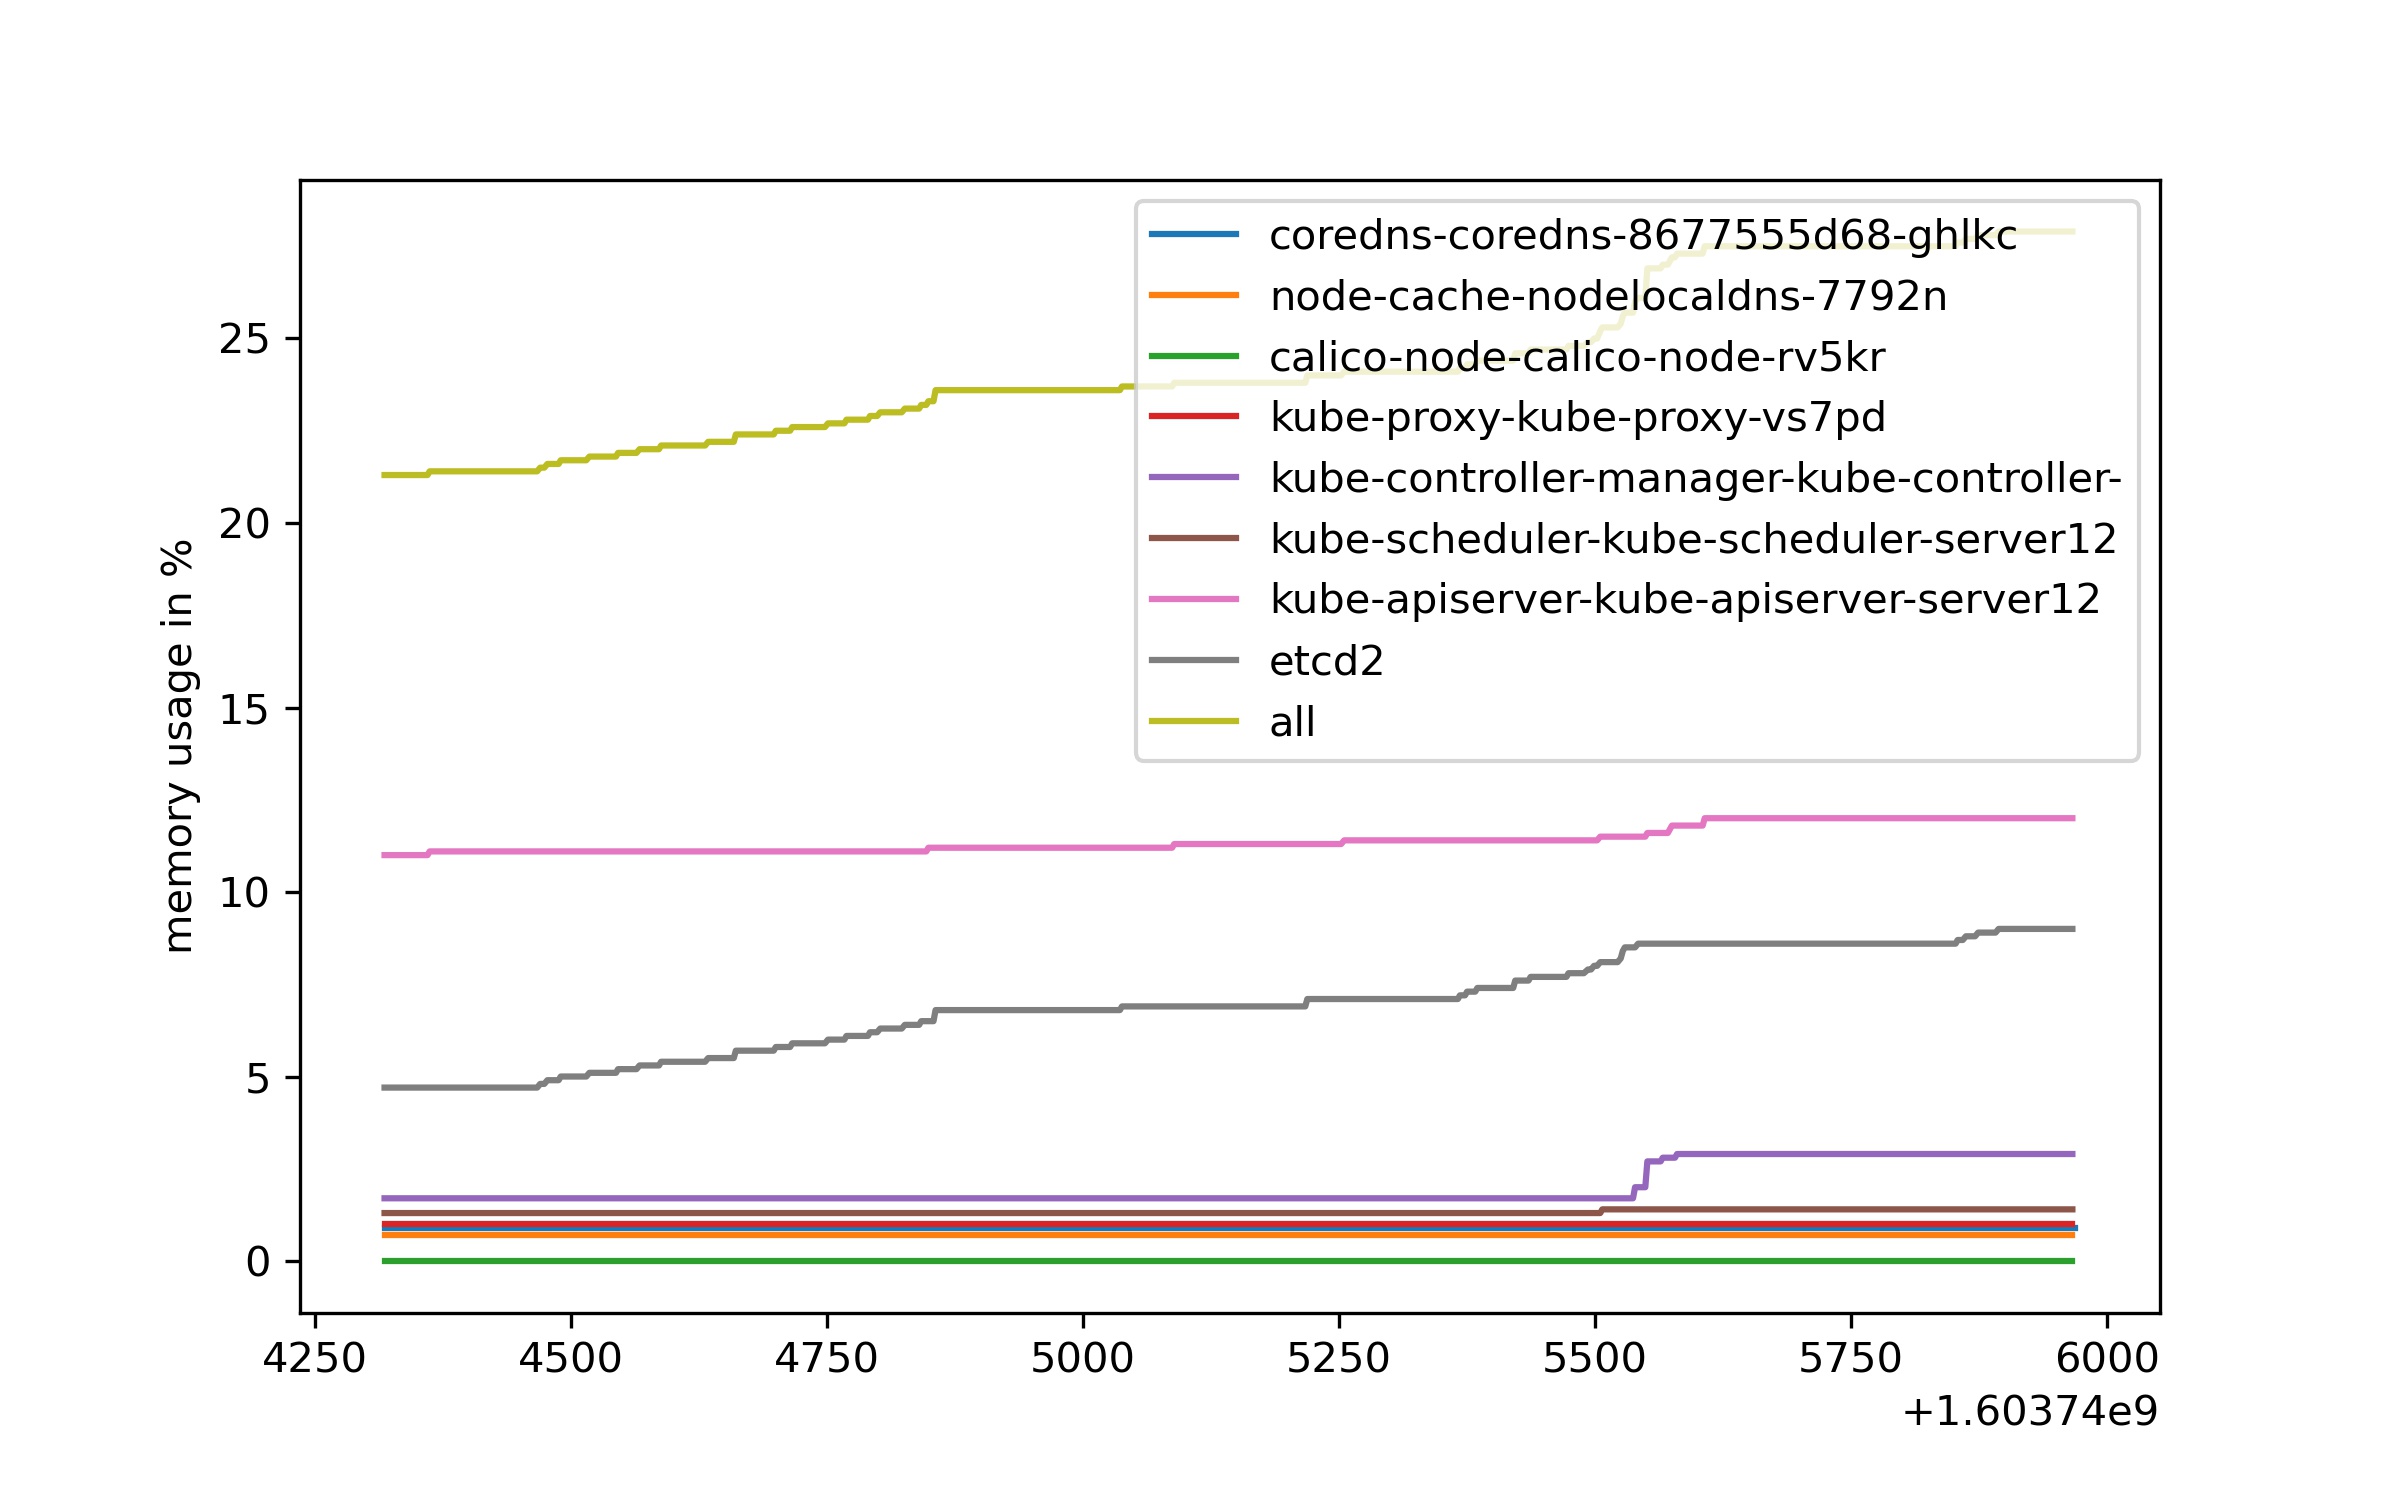 memory usage in %
25
20
15
10
5
0
coredns-coredns-8677555d68-ghlkc
node-cache-nodelocaldns-7792n
calico-node-calico-node-rv5kr
kube-proxy-kube-proxy-vs7pd
kube-controller-manager-kube-controller-
kube-scheduler-kube-scheduler-server12
kube-apiserver-kube-apiserver-server12
etcd2
all
4250 4500 4750 5000 5250 5500 5750 6000
+1.60374e9